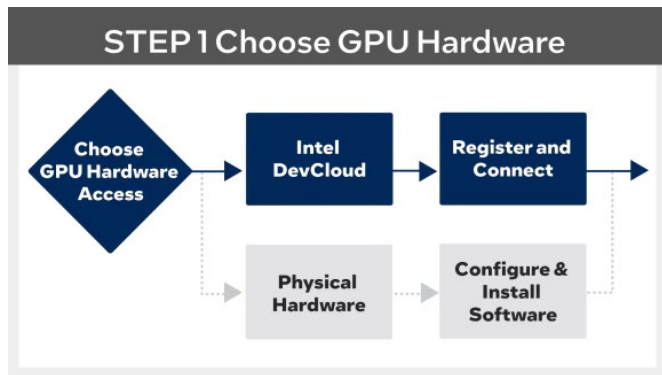 STEP 1 Choose GPU Hardware
Choose
GPU Hardware
Access
Intel
DevCloud
Register and
Connect
Physical
Hardware
Configure &
Install
Software